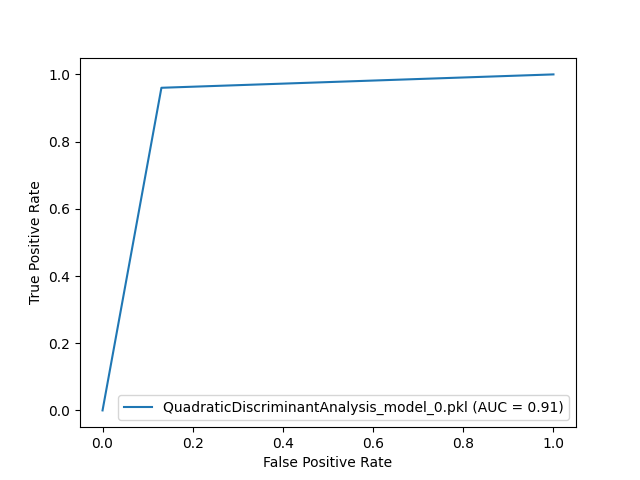 1.0
0.8
0.6
0.4
0.2
0.0
True Positive Rate
QuadraticDiscriminantAnalysis_model_0.pkl (AUC = 0.91)
0.0 0.2 0.4 0.6 0.8 1.0
False Positive Rate